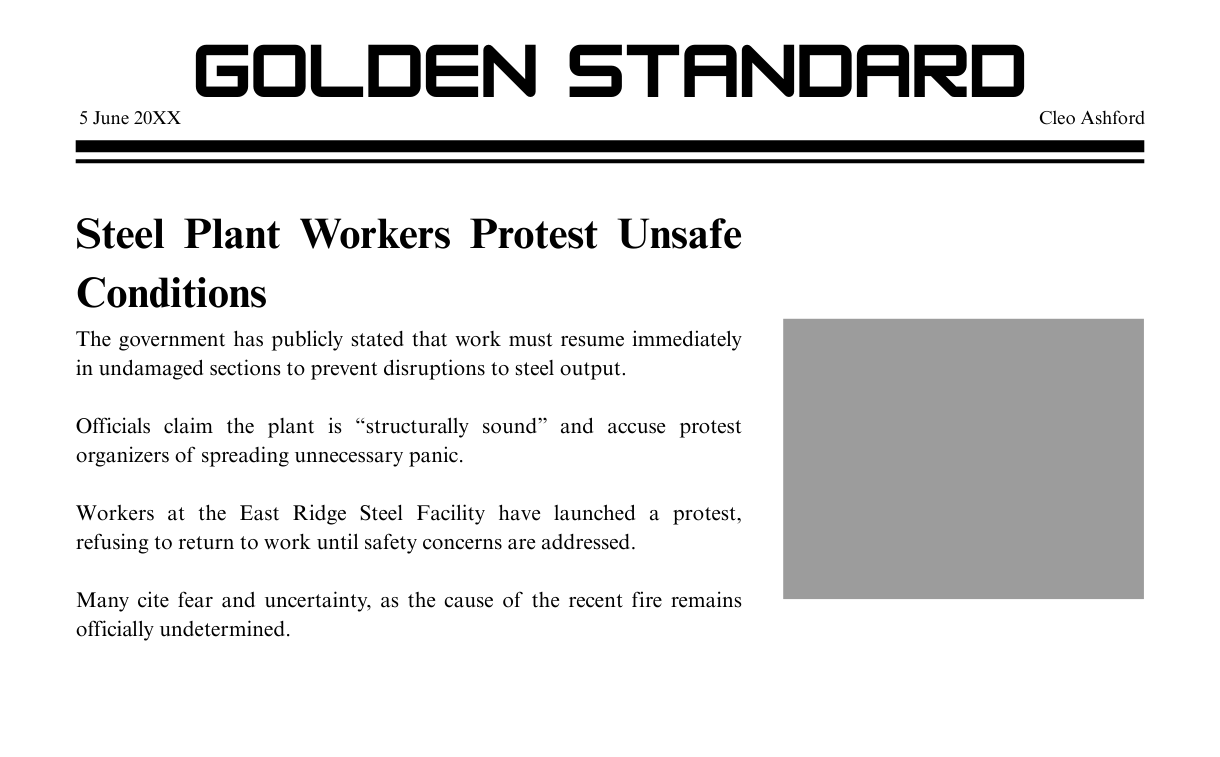 GOLDEN STANDARD
5 June 20XX
Cleo Ashford
Steel Plant Workers Protest Unsafe
Conditions
The government has publicly stated that work must resume immediately
in undamaged sections to prevent disruptions to steel output.
Officials claim the plant is “structurally sound” and accuse protest
organizers of spreading unnecessary panic.
Workers at the East Ridge Steel Facility have launched a protest,
refusing to return to work until safety concerns are addressed.
Many cite fear and uncertainty, as the cause of the recent fire remains
officially undetermined.